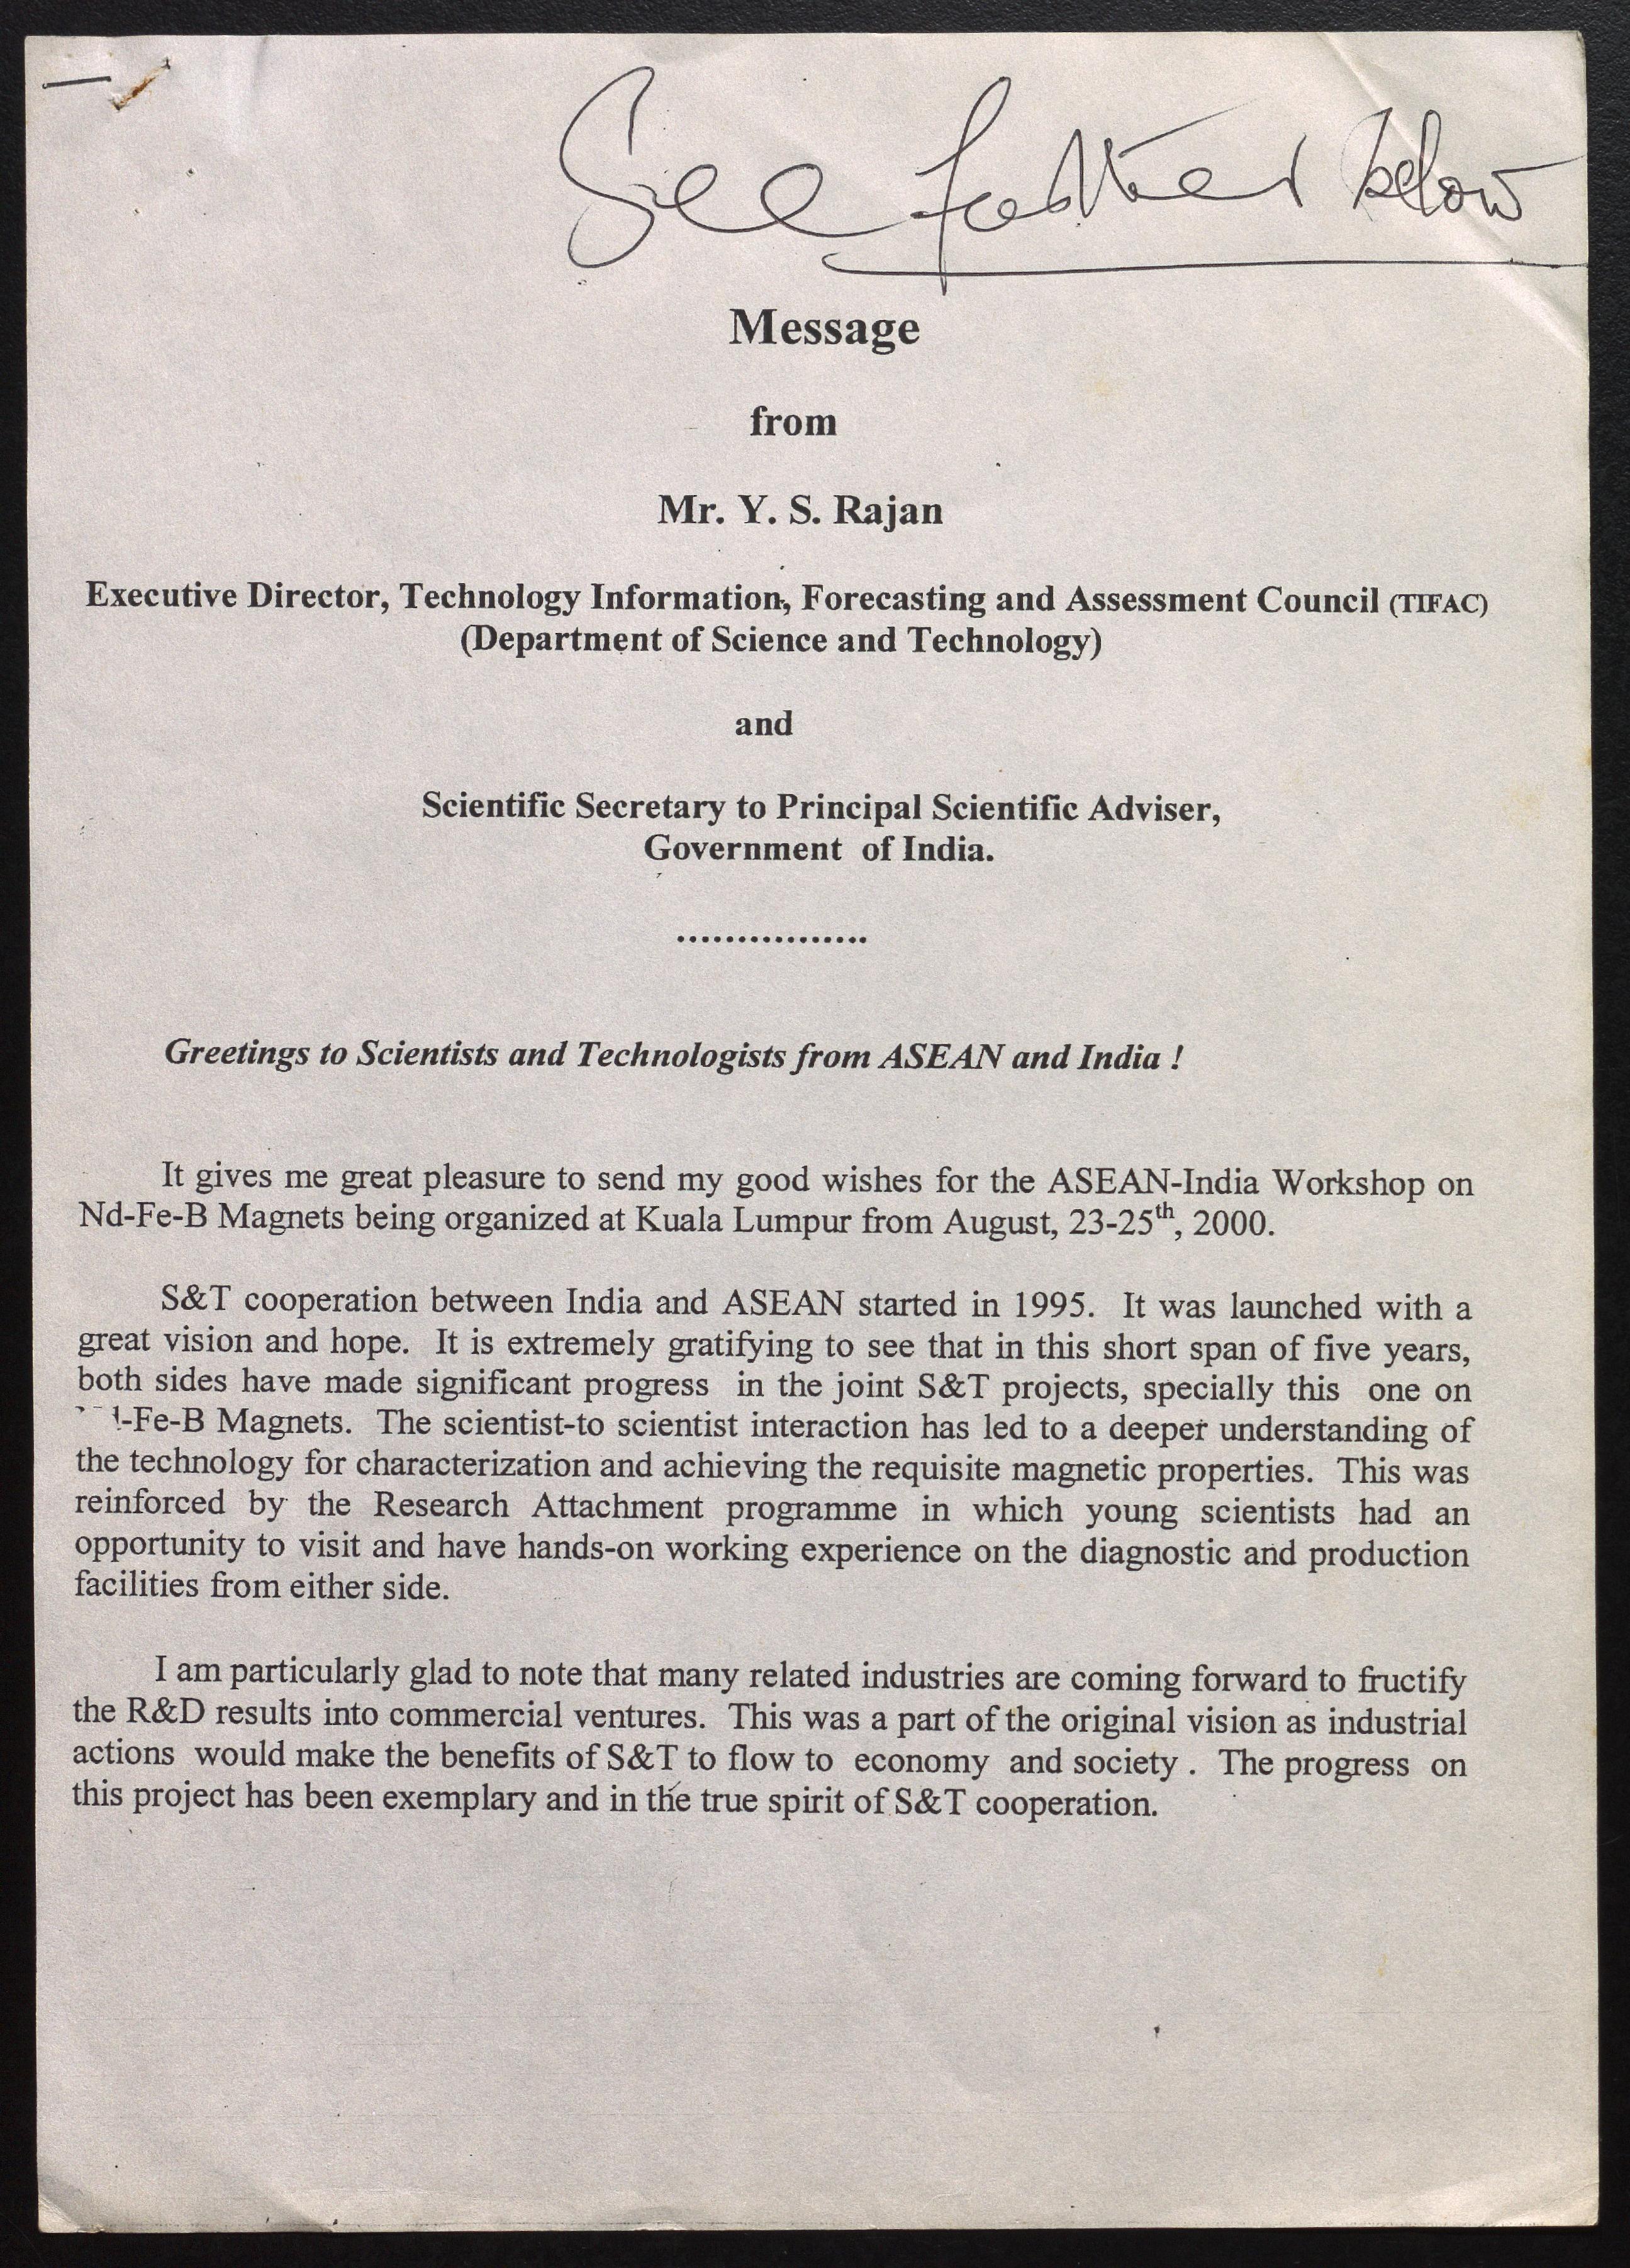 See further below
Message
from
Mr. Y. S. Rajan
Executive Director, Technology Information, Forecasting and Assessment Council (TIFAC)
(Department of Science and Technology)
and
Scientific Secretary to Principal Scientific Adviser,
Government of India.
.................
Greetings to Scientists and Technologists from ASEAN and India !
It gives me great pleasure to send my good wishes for the ASEAN-India Workshop on
Nd-Fe-B Magnets being organized at Kuala Lumpur from August, 23-25th, 2000.
S&T cooperation between India and ASEAN started in 1995. It was launched with a
great vision and hope. It is extremely gratifying to see that in this short span of five years,
both sides have made significant progress in the joint S&T projects, specially this one on
-Fe-B Magnets. The scientist-to scientist interaction has led to a deeper understanding of
the technology for characterization and achieving the requisite magnetic properties. This was
reinforced by the Research Attachment programme in which young scientists had an
opportunity to visit and have hands-on working experience on the diagnostic and production
facilities from either side.
I am particularly glad to note that many related industries are coming forward to fructify
the R&D results into commercial ventures. This was a part of the original vision as industrial
actions would make the benefits of S&T to flow to economy and society . The progress on
this project has been exemplary and in the true spirit of S&T cooperation.